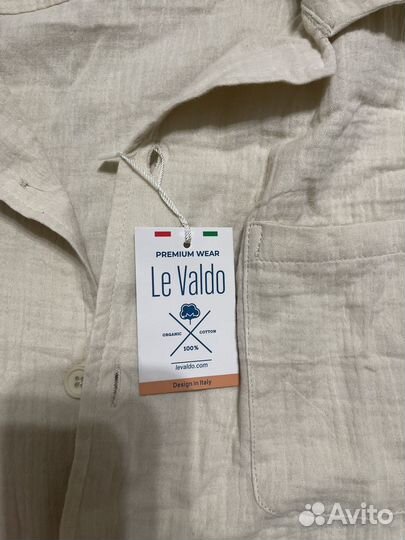 PREMIUM WEAR
Le Valdo
ORGANIC COTTON
100%
levaldo.com
Design in Italy
Avito